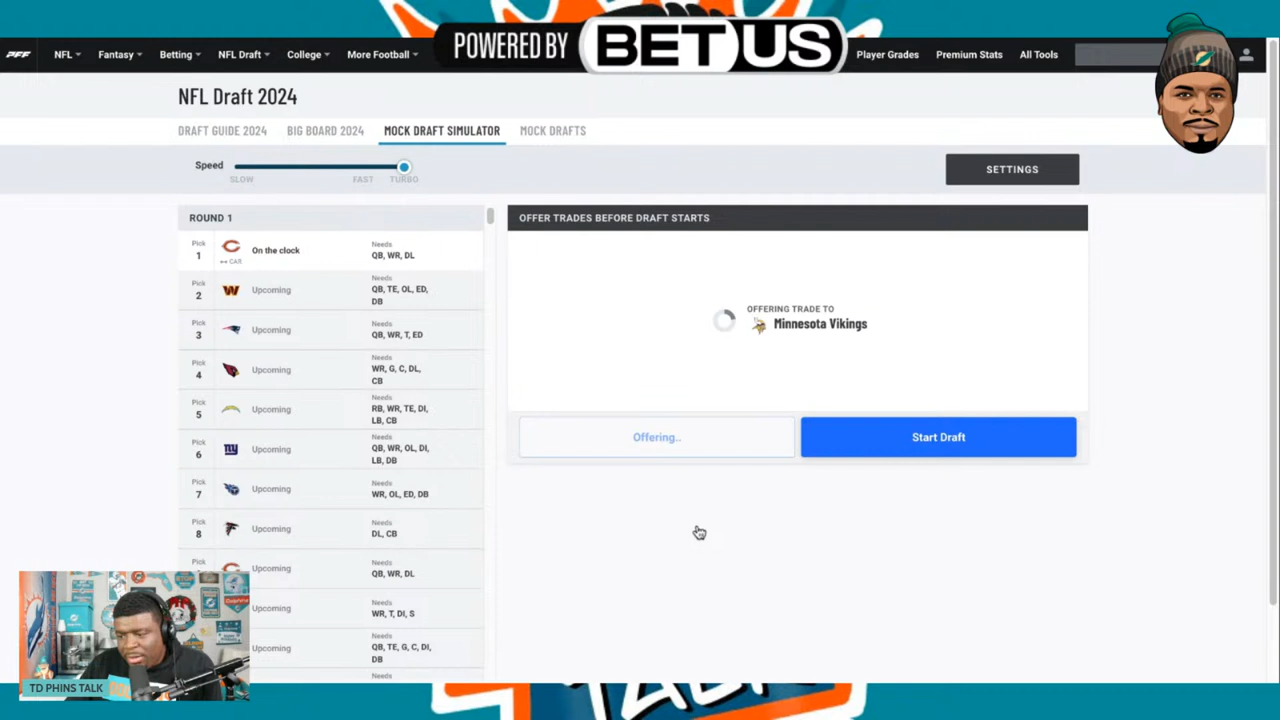 POWERED BY BETUS
PFF NFL Fantasy Betting NFL Draft College More Football Player Grades Premium Stats All Tools
NFL Draft 2024
DRAFT GUIDE 2024 BIG BOARD 2024 MOCK DRAFT SIMULATOR MOCK DRAFTS
Speed
SLOW FAST TURBO
SETTINGS
ROUND 1
Pick 1 CAR On the clock Needs
QB, WR, DL
Pick 2 Upcoming Needs
QB, TE, OL, ED,
DB
Pick 3 Upcoming Needs
QB, WR, T, ED
Pick 4 Upcoming Needs
WR, G, C, DL,
CB
Pick 5 Upcoming Needs
RB, WR, TE, DI,
LB, CB
Pick 6 ny Upcoming Needs
QB, WR, OL, DI,
LB, DB
Pick 7 Upcoming Needs
WR, OL, ED, DB
Pick 8 Upcoming Needs
DL, CB
Pick Upcoming Needs
QB, WR, DL
Upcoming Needs
WR, T, DI, S
Upcoming Needs
QB, TE, G, C, DI,
DB
Needs
OFFER TRADES BEFORE DRAFT STARTS
OFFERING TRADE TO
Minnesota Vikings
Offering..
Start Draft
TD PHINS TALK
TALK